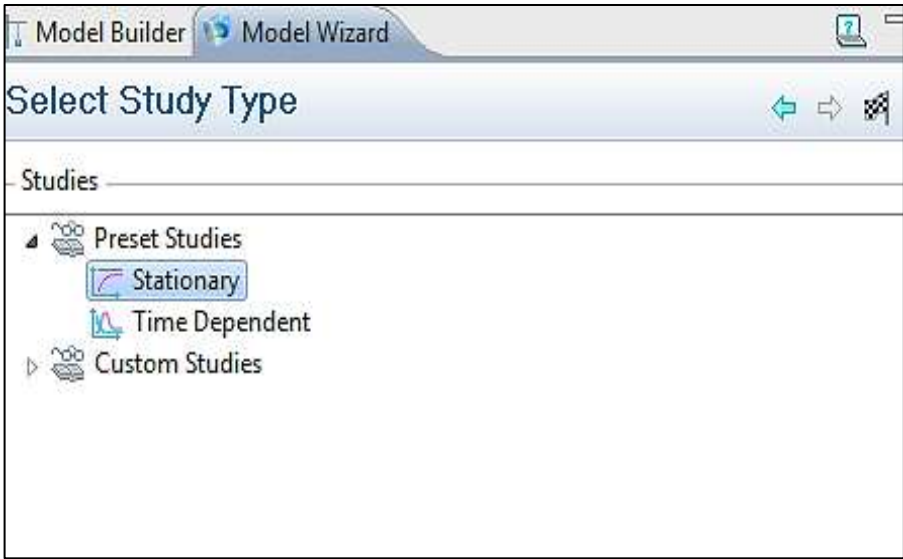 Model Builder Model Wizard ?
Select Study Type
Studies
Preset Studies
Stationary
Time Dependent
Custom Studies